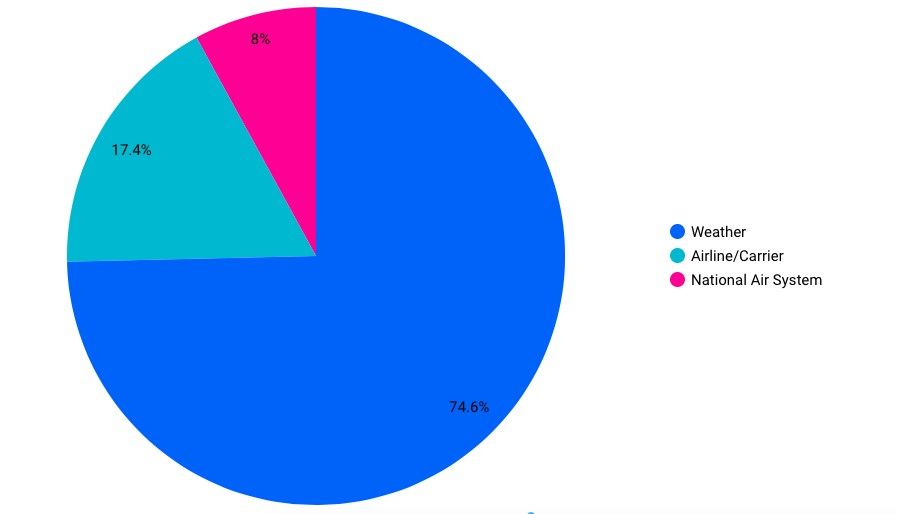 8%
17.4%
74.6%
Weather
Airline/Carrier
National Air System